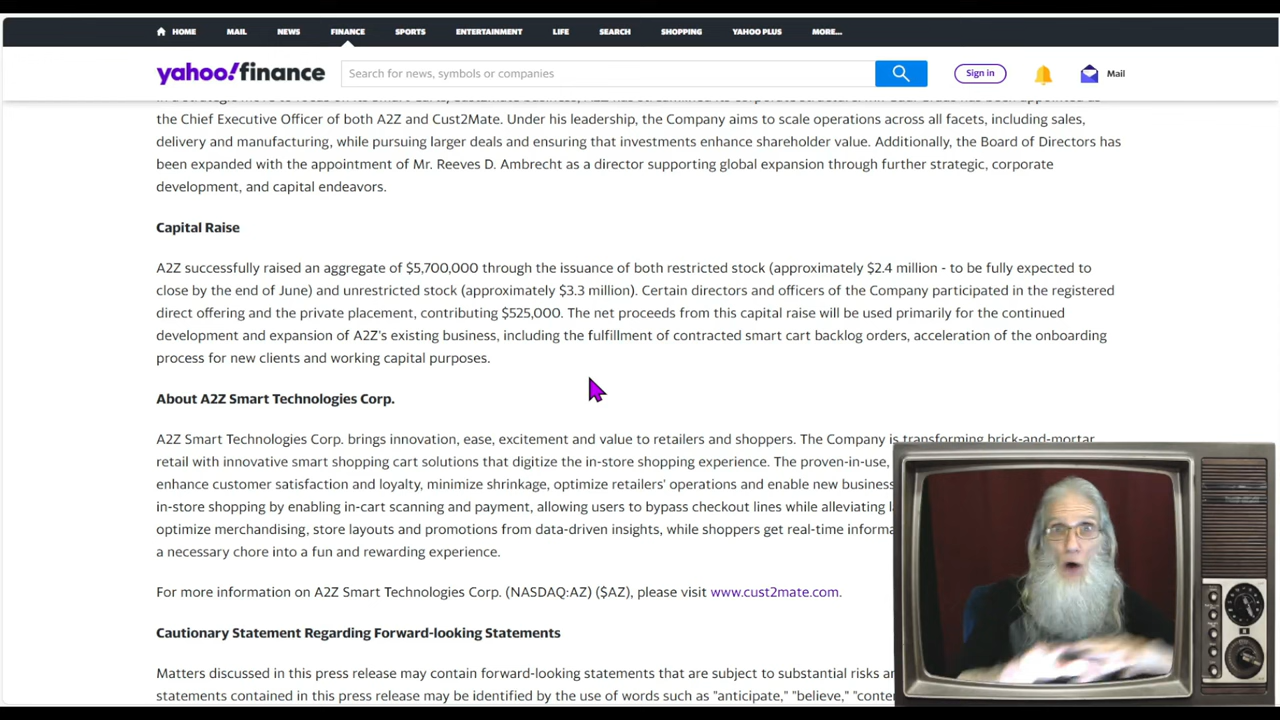 HOME MAIL NEWS FINANCE SPORTS ENTERTAINMENT LIFE SEARCH SHOPPING YAHOO PLUS MORE...
yahoo!finance Search for news, symbols or companies Sign in Mail
the Chief Executive Officer of both A2Z and Cust2Mate. Under his leadership, the Company aims to scale operations across all facets, including sales,
delivery and manufacturing, while pursuing larger deals and ensuring that investments enhance shareholder value. Additionally, the Board of Directors has
been expanded with the appointment of Mr. Reeves D. Ambrecht as a director supporting global expansion through further strategic, corporate
development, and capital endeavors.
Capital Raise
A2Z successfully raised an aggregate of $5,700,000 through the issuance of both restricted stock (approximately $2.4 million - to be fully expected to
close by the end of June) and unrestricted stock (approximately $3.3 million). Certain directors and officers of the Company participated in the registered
direct offering and the private placement, contributing $525,000. The net proceeds from this capital raise will be used primarily for the continued
development and expansion of A2Z's existing business, including the fulfillment of contracted smart cart backlog orders, acceleration of the onboarding
process for new clients and working capital purposes.
About A2Z Smart Technologies Corp.
A2Z Smart Technologies Corp. brings innovation, ease, excitement and value to retailers and shoppers. The Company is transforming brick-and-mortar
retail with innovative smart shopping cart solutions that digitize the in-store shopping experience. The proven-in-use,
enhance customer satisfaction and loyalty, minimize shrinkage, optimize retailers' operations and enable new business
in-store shopping by enabling in-cart scanning and payment, allowing users to bypass checkout lines while alleviating
optimize merchandising, store layouts and promotions from data-driven insights, while shoppers get real-time
a necessary chore into a fun and rewarding experience.
For more information on A2Z Smart Technologies Corp. (NASDAQ:AZ) ($AZ), please visit www.cust2mate.com.
Cautionary Statement Regarding Forward-looking Statements
Matters discussed in this press release may contain forward-looking statements that are subject to substantial risks
statements contained in this press release may be identified by the use of words such as "anticipate," "believe,"